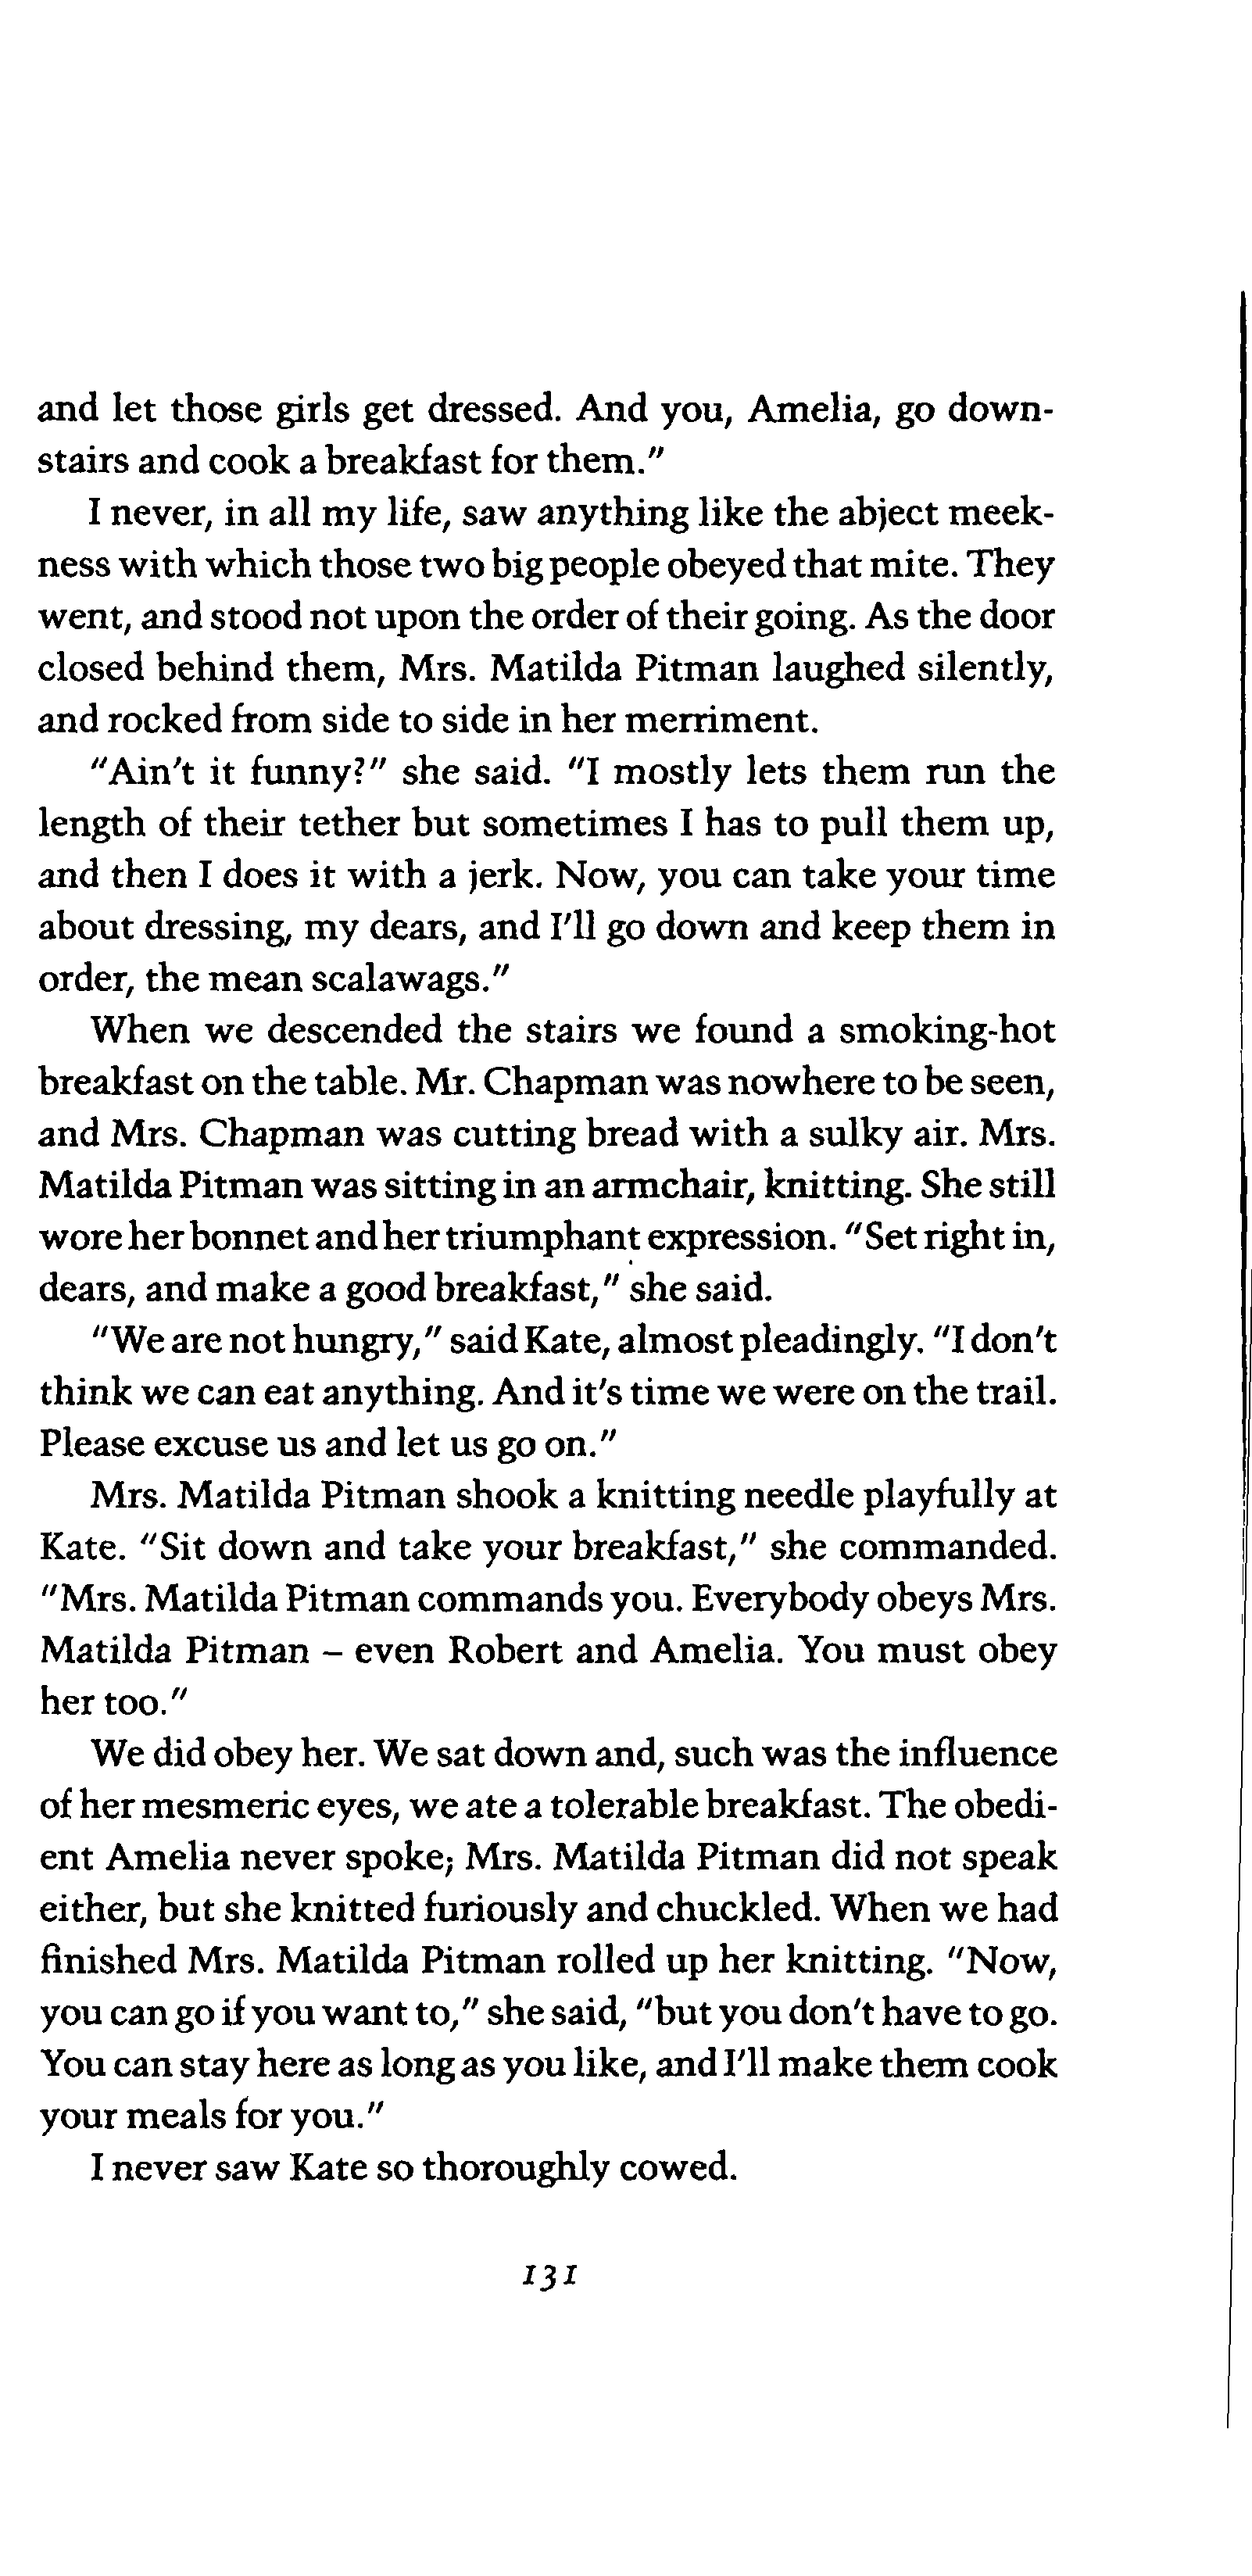 and let those girls get dressed. And you, Amelia, go down-
stairs and cook a breakfast for them."
I never, in all my life, saw anything like the abject meek-
ness with which those two big people obeyed that mite. They
went, and stood not upon the order of their going. As the door
closed behind them, Mrs. Matilda Pitman laughed silently,
and rocked from side to side in her merriment.
"Ain't it funny?" she said. "I mostly lets them run the
length of their tether but sometimes I has to pull them up,
and then I does it with a jerk. Now, you can take your time
about dressing, my dears, and I'll go down and keep them in
order, the mean scalawags."
When we descended the stairs we found a smoking-hot
breakfast on the table. Mr. Chapman was nowhere to be seen,
and Mrs. Chapman was cutting bread with a sulky air. Mrs.
Matilda Pitman was sitting in an armchair, knitting. She still
wore her bonnet and her triumphant expression. "Set right in,
dears, and make a good breakfast," she said.
"We are not hungry," said Kate, almost pleadingly. "I don't
think we can eat anything. And it's time we were on the trail.
Please excuse us and let us go on."
Mrs. Matilda Pitman shook a knitting needle playfully at
Kate. "Sit down and take your breakfast," she commanded.
"Mrs. Matilda Pitman commands you. Everybody obeys Mrs.
Matilda Pitman – even Robert and Amelia. You must obey
her too."
We did obey her. We sat down and, such was the influence
of her mesmeric eyes, we ate a tolerable breakfast. The obedi-
ent Amelia never spoke; Mrs. Matilda Pitman did not speak
either, but she knitted furiously and chuckled. When we had
finished Mrs. Matilda Pitman rolled up her knitting. "Now,
you can go if you want to," she said, "but you don't have to go.
You can stay here as long as you like, and I'll make them cook
your meals for you."
I never saw Kate so thoroughly cowed.
131